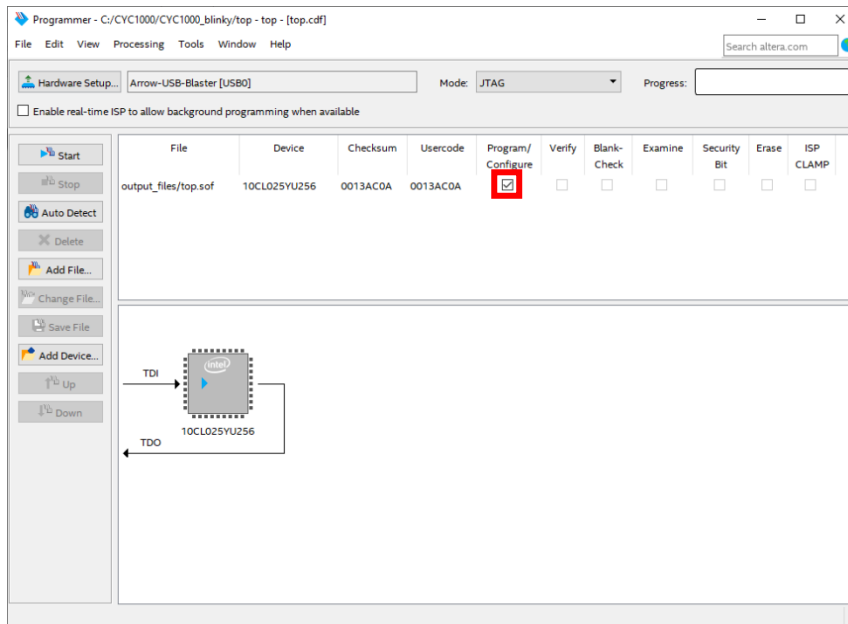 Programmer - C:/CYC1000/CYC1000_blinky/top - top - [top.cdf]
File Edit View Processing Tools Window Help
Search altera.com
Hardware Setup... Arrow-USB-Blaster [USB0] Mode: JTAG Progress:
Enable real-time ISP to allow background programming when available
Start
Stop
Auto Detect
Delete
Add File...
Change File...
Save File
Add Device...
Up
Down
File Device Checksum Usercode Program/ Verify Blank- Examine Security Erase ISP
Configure Check Bit CLAMP
output_files/top.sof 10CL025YU256 0013AC0A 0013AC0A
intel
TDI
10CL025YU256
TDO